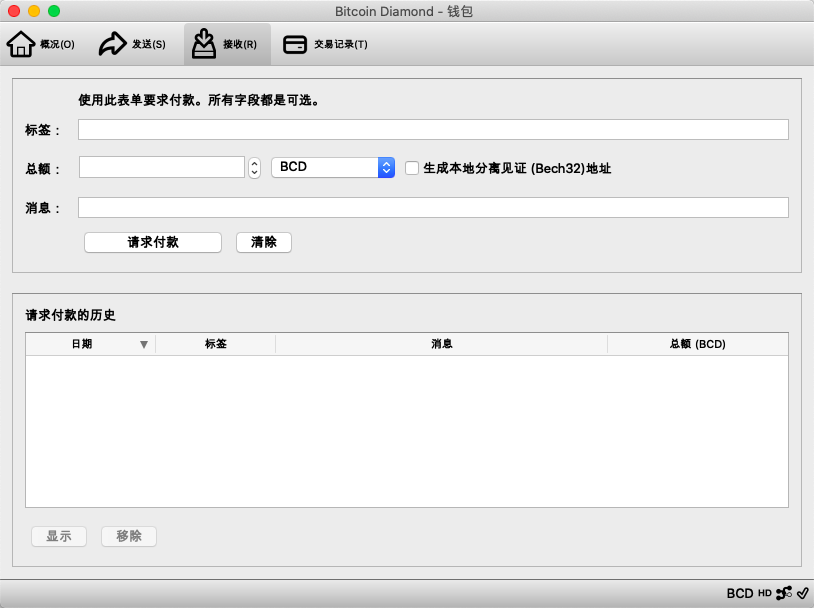 Bitcoin Diamond - 钱包
概况(O) 发送(S) 接收(R) 交易记录(T)
使用此表单要求付款。所有字段都是可选。
标签：
总额： BCD 生成本地分离见证 (Bech32)地址
消息：
请求付款 清除
请求付款的历史
日期 标签 消息 总额 (BCD)
显示 移除
BCD HD